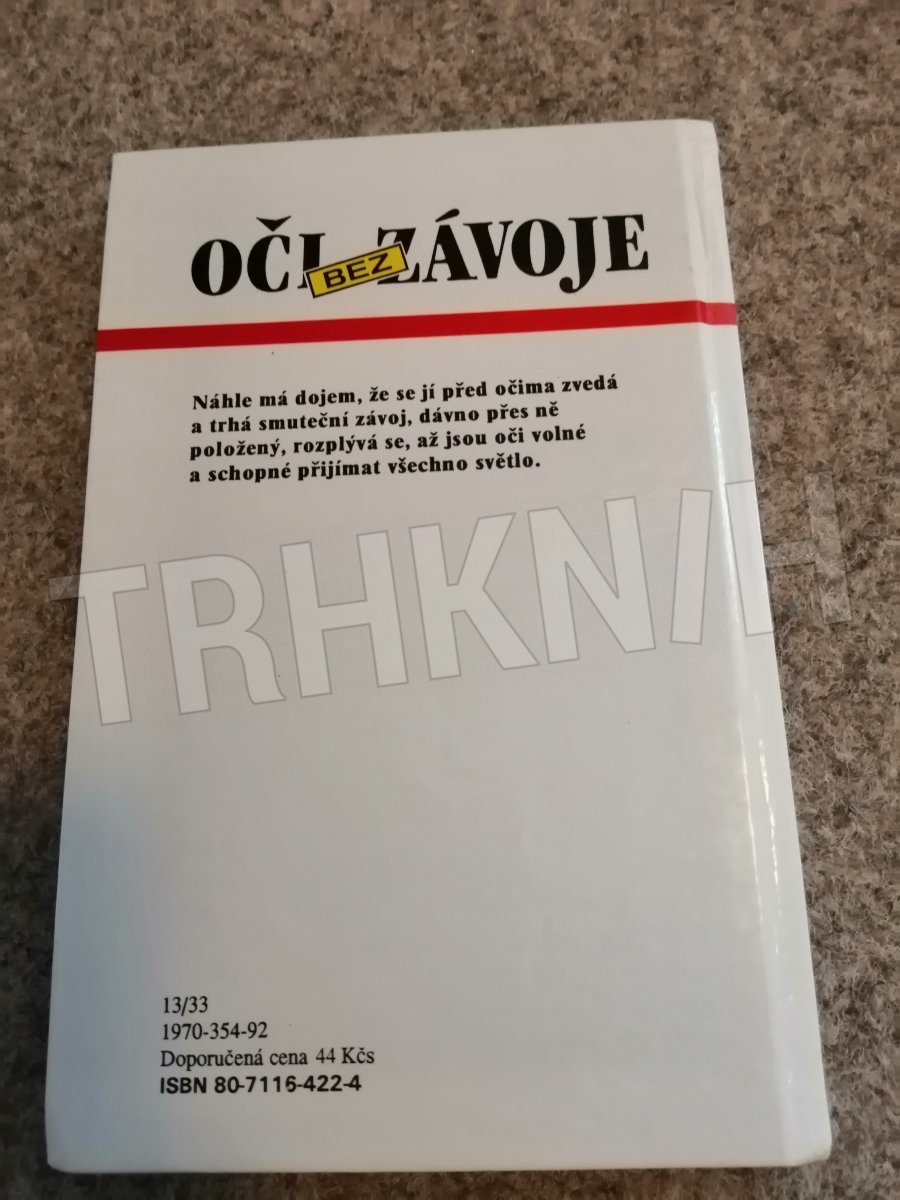 OČI BEZ ZÁVOJE
Náhle má dojem, že se jí před očima zvedá
a trhá smuteční závoj, dávno přes ně
položený, rozplývá se, až jsou oči volné
a schopné přijímat všechno světlo.
TRHKNIH
13/33
1970-354-92
Doporučená cena 44 Kčs
ISBN 80-7116-422-4